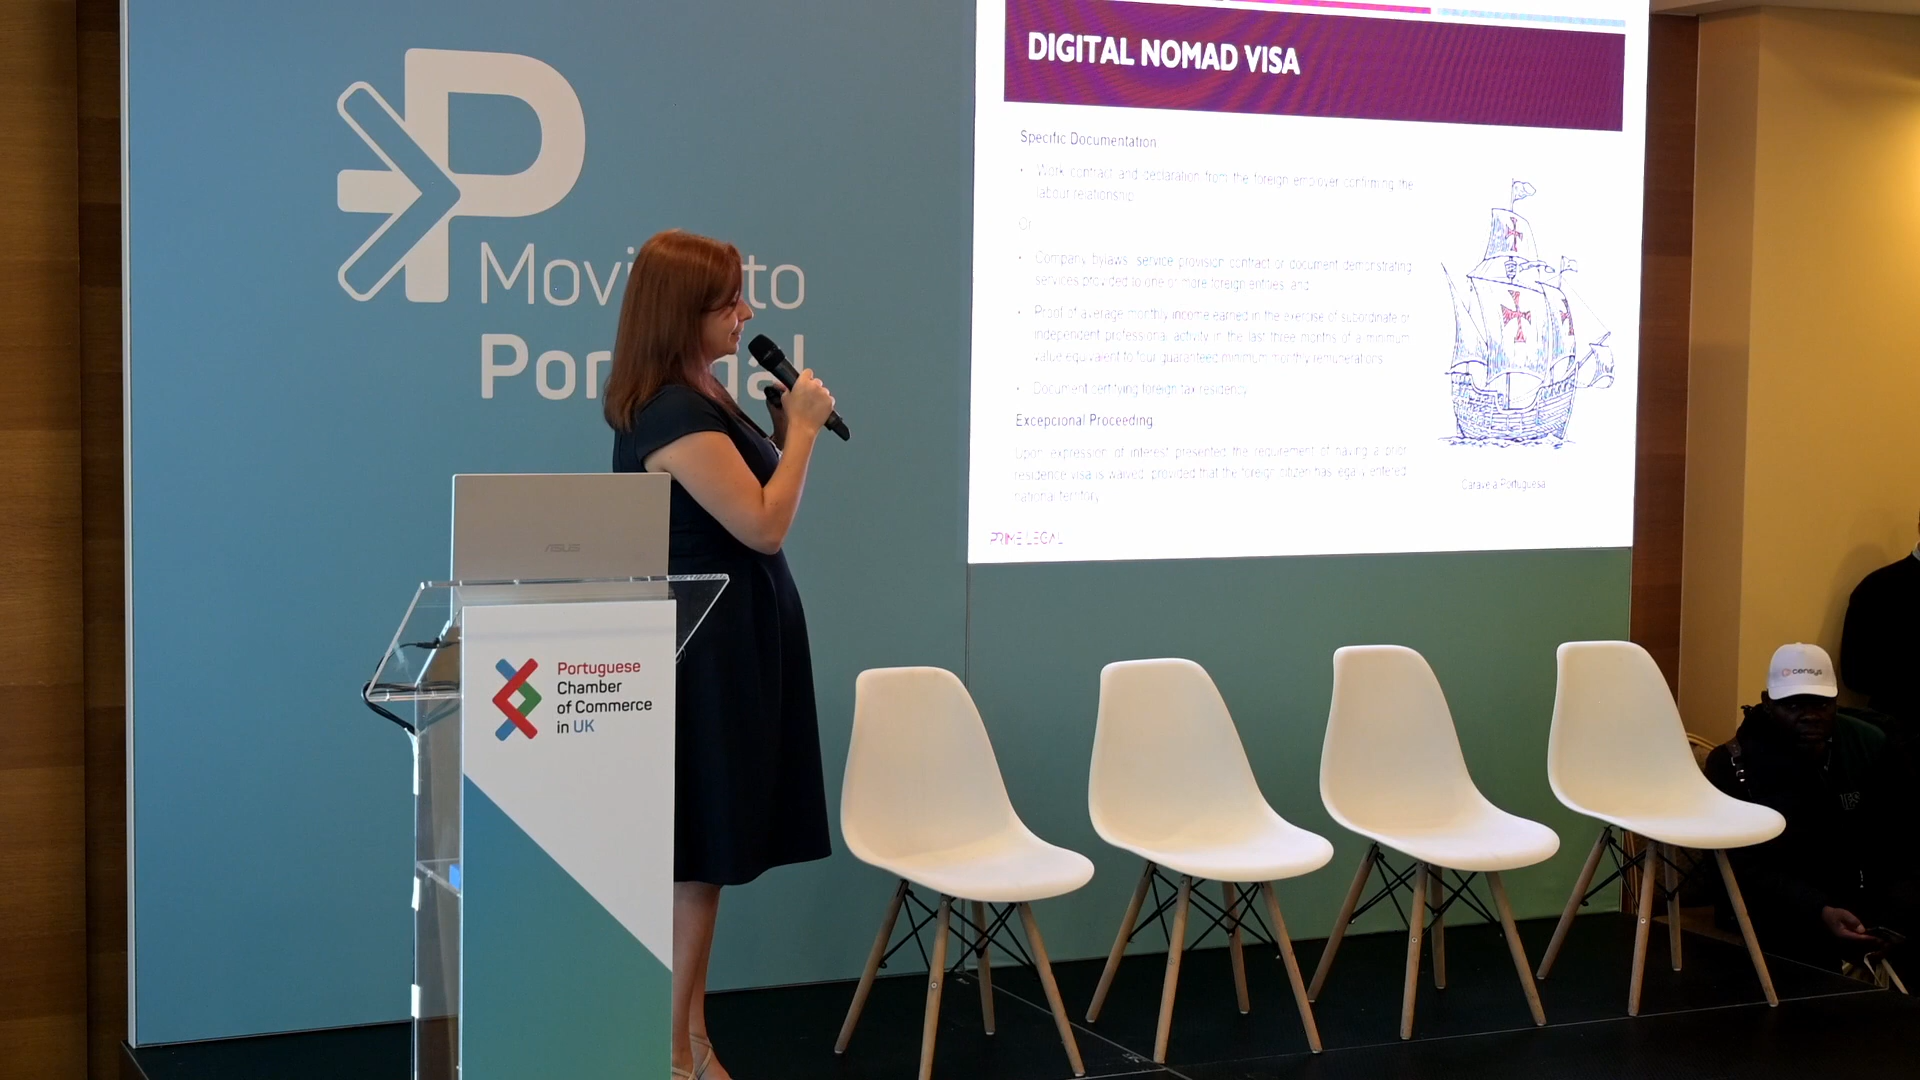 Moving to
Portugal
DIGITAL NOMAD VISA
Specific Documentation
• Work contract and declaration from the foreign employer confirming the
labour relationship
Or
• Company bylaws, service provision contract or document demonstrating
services provided to one or more foreign entities, and
• Proof of average monthly income earned in the exercise of subordinate or
independent professional activity in the last three months of a minimum
value equivalent to four guaranteed minimum monthly remunerations
• Document certifying foreign tax residency
Excepcional Proceeding
Upon expression of interest presented the requirement of having a prior
residence visa is waived, provided that the foreign citizen has legally entered
national territory
Caravela Portuguesa
PRIME LEGAL
ASUS
Portuguese
Chamber
of Commerce
in UK
censys